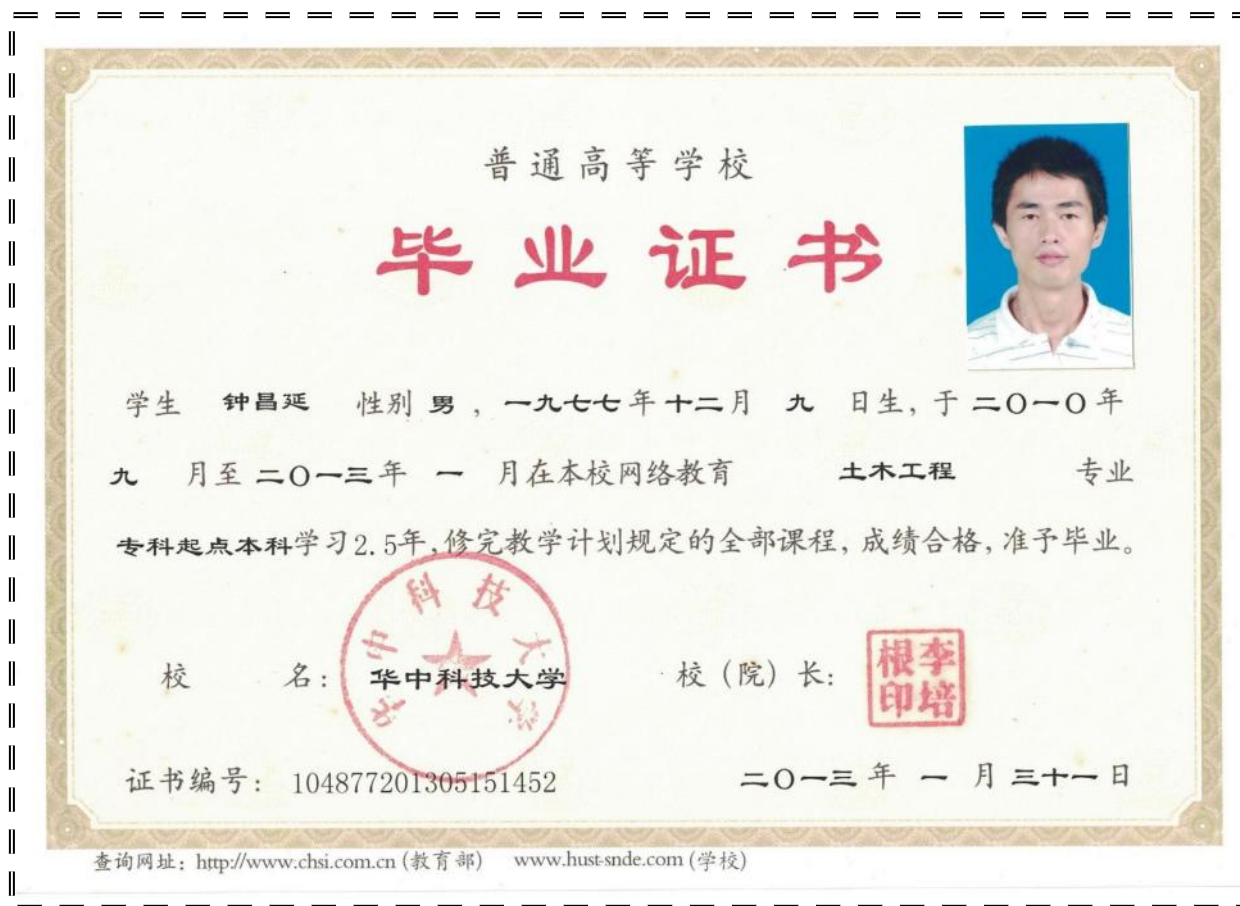 普通高等学校
毕业证书
学生 钟昌延 性别 男 ，一九七七年十二月 九 日生，于二〇一〇年
九 月至二〇一三年 一 月在本校网络教育 土木工程 专业
专科起点本科学习2.5年，修完教学计划规定的全部课程，成绩合格，准予毕业。
华中科技大学
校 名：华中科技大学 校（院）长：李培根印
证书编号：104877201305151452 二〇一三年 一 月三十一日
查询网址：http://www.chsi.com.cn (教育部) www.hust-snde.com (学校)